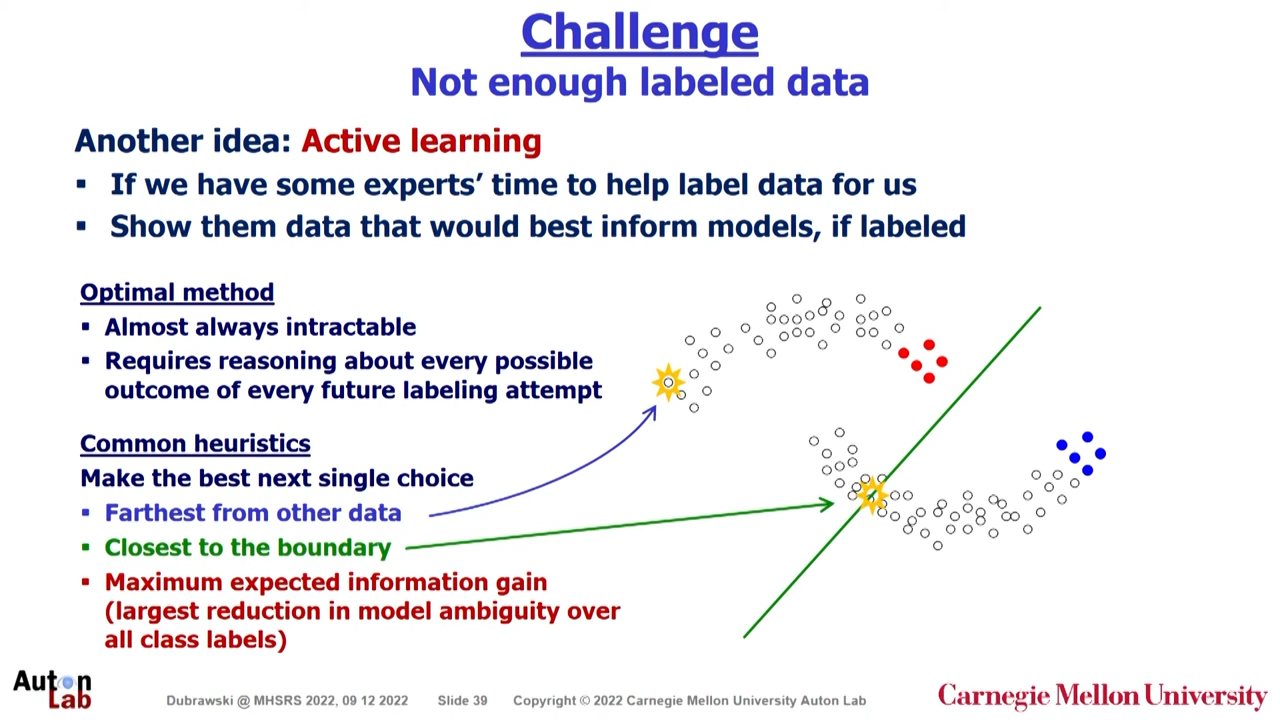 Challenge
Not enough labeled data
Another idea: Active learning
▪ If we have some experts’ time to help label data for us
▪ Show them data that would best inform models, if labeled
Optimal method
▪ Almost always intractable
▪ Requires reasoning about every possible
outcome of every future labeling attempt
Common heuristics
Make the best next single choice
▪ Farthest from other data
▪ Closest to the boundary
▪ Maximum expected information gain
(largest reduction in model ambiguity over
all class labels)
Auton
Lab
Dubrawski @ MHSRS 2022, 09 12 2022 Slide 39 Copyright © 2022 Carnegie Mellon University Auton Lab
Carnegie Mellon University